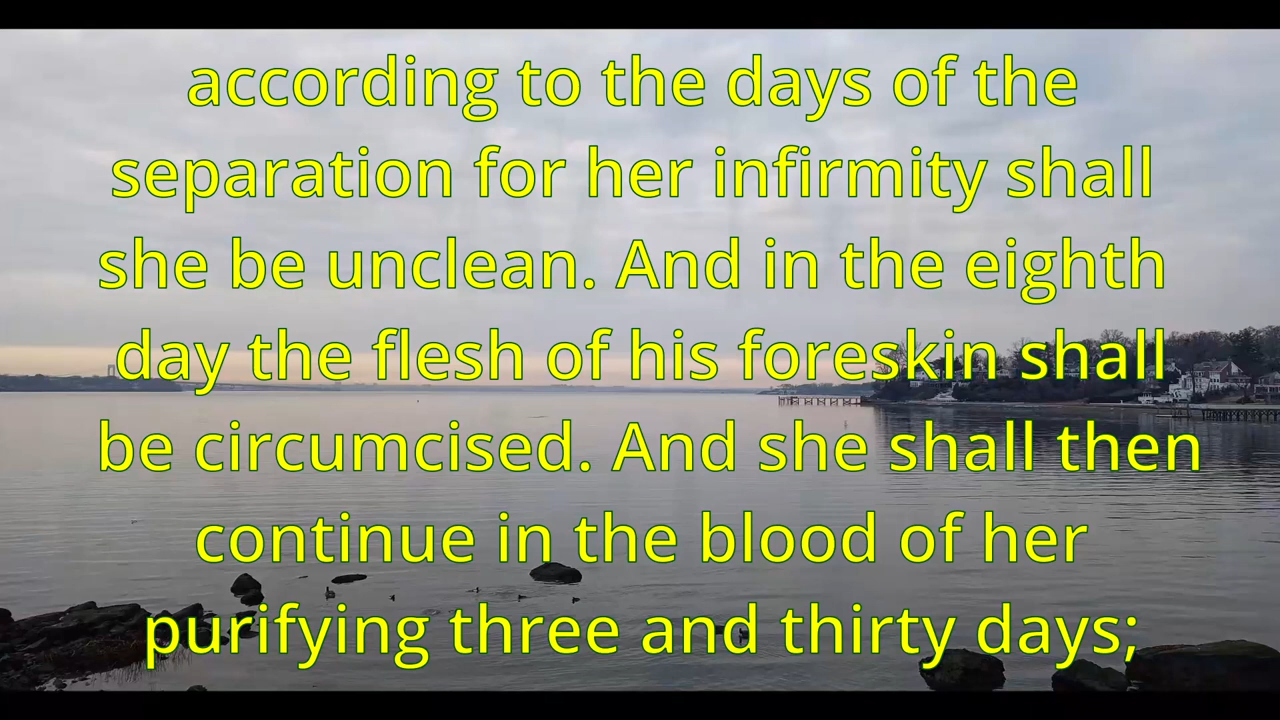 according to the days of the
separation for her infirmity shall
she be unclean. And in the eighth
day the flesh of his foreskin shall
be circumcised. And she shall then
continue in the blood of her
purifying three and thirty days;